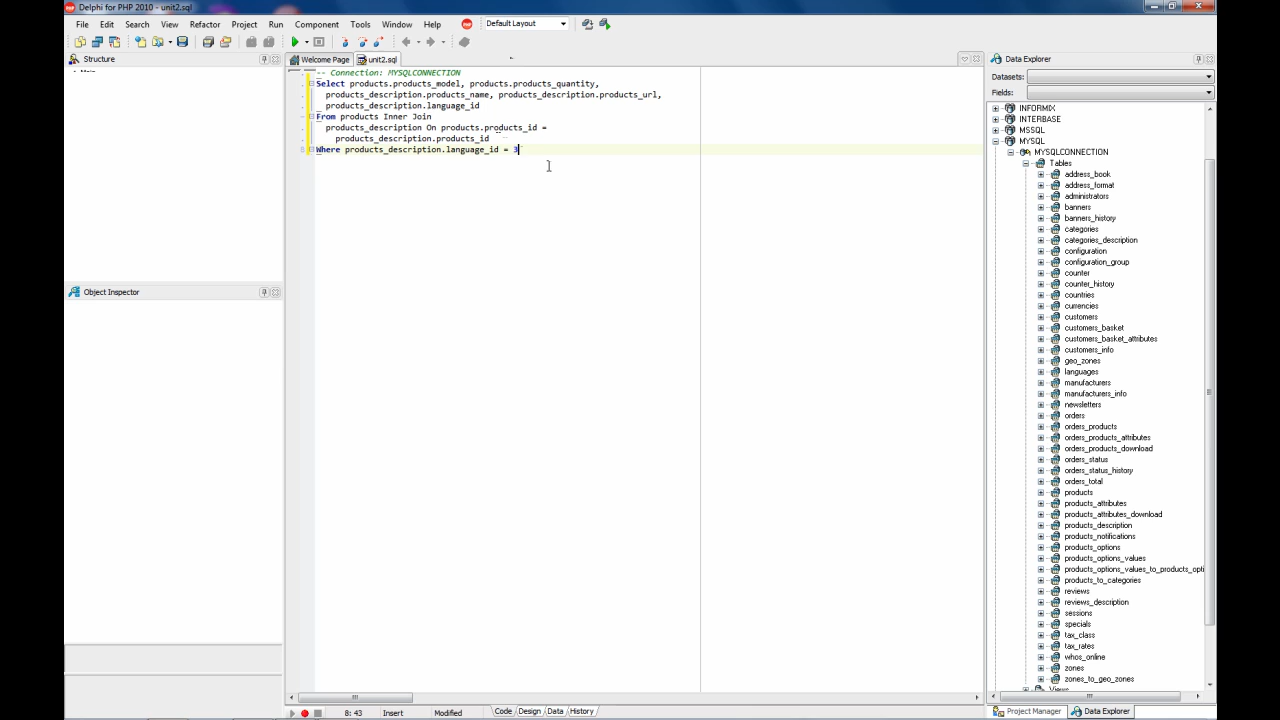 Delphi for PHP 2010 - unit2.sql
File Edit Search View Refactor Project Run Component Tools Window Help PHP Default Layout
Structure
Welcome Page unit2.sql
-- Connection: MYSQLCONNECTION
Select products.products_model, products.products_quantity,
products_description.products_name, products_description.products_url,
products_description.language_id
From products Inner Join
products_description On products.products_id =
products_description.products_id
Where products_description.language_id = 3
Object Inspector
Data Explorer
Datasets:
Fields:
INFORMIX
INTERBASE
MSSQL
MYSQL
MYSQLCONNECTION
Tables
address_book
address_format
administrators
banners
banners_history
categories
categories_description
configuration
configuration_group
counter
counter_history
countries
currencies
customers
customers_basket
customers_basket_attributes
customers_info
geo_zones
languages
manufacturers
manufacturers_info
newsletters
orders
orders_products
orders_products_attributes
orders_products_download
orders_status
orders_status_history
orders_total
products
products_attributes
products_attributes_download
products_description
products_notifications
products_options
products_options_values
products_options_values_to_products_opti
products_to_categories
reviews
reviews_description
sessions
specials
tax_class
tax_rates
whos_online
zones
zones_to_geo_zones
Views
8: 43 Insert Modified Code Design Data History
Project Manager Data Explorer